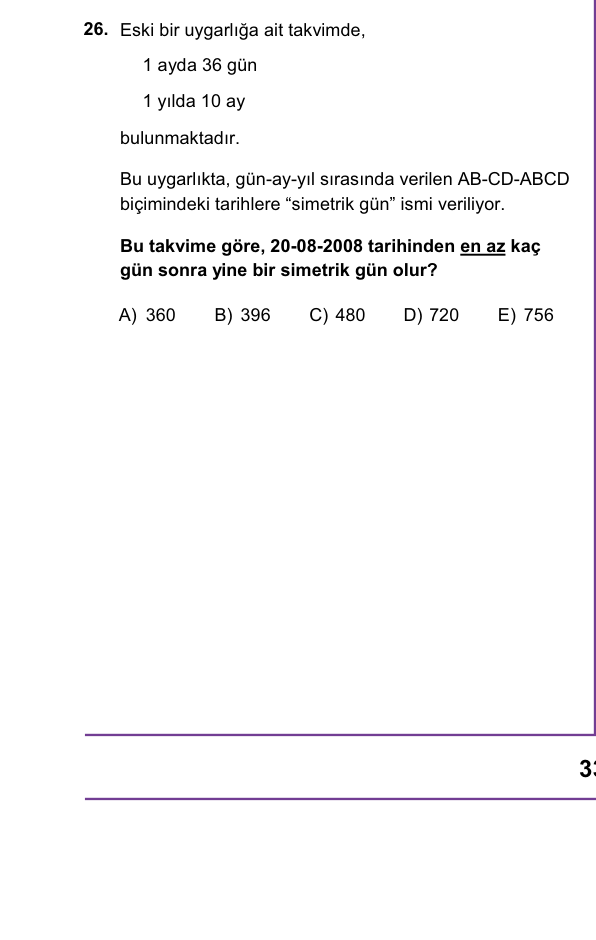 26. Eski bir uygarlığa ait takvimde,
1 ayda 36 gün
1 yılda 10 ay
bulunmaktadır.
Bu uygarlıkta, gün-ay-yıl sırasında verilen AB-CD-ABCD
biçimindeki tarihlere “simetrik gün” ismi veriliyor.
Bu takvime göre, 20-08-2008 tarihinden en az kaç
gün sonra yine bir simetrik gün olur?
A) 360 B) 396 C) 480 D) 720 E) 756